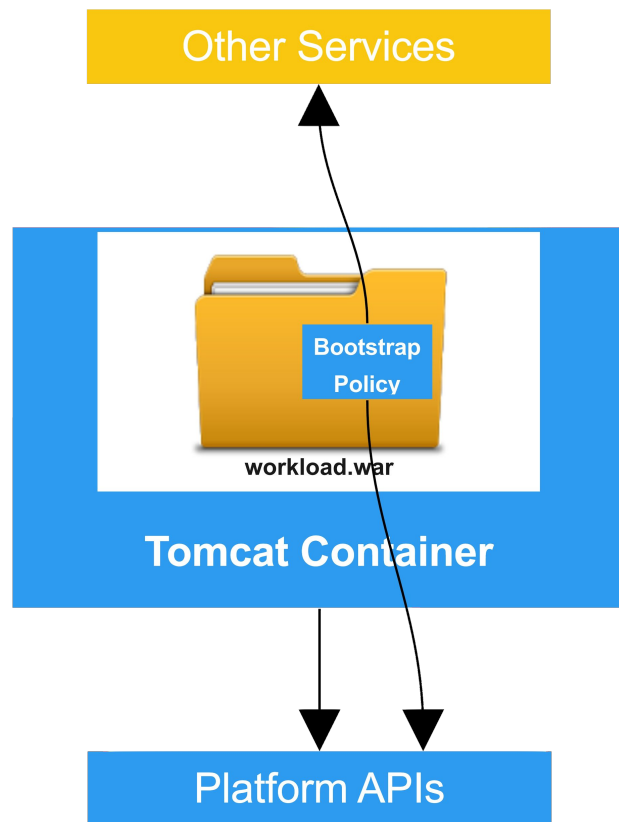 Other Services
Bootstrap
Policy
workload.war
Tomcat Container
Platform APIs